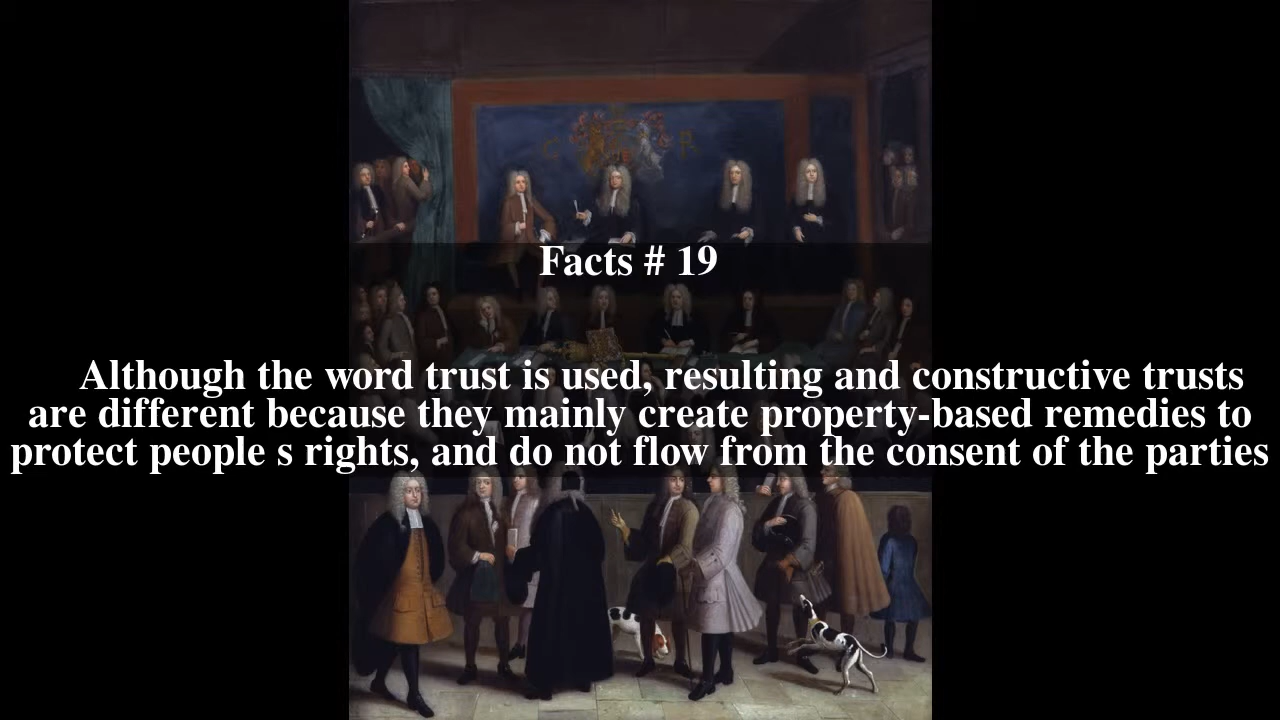 Facts # 19
Although the word trust is used, resulting and constructive trusts
are different because they mainly create property-based remedies to
protect people s rights, and do not flow from the consent of the parties